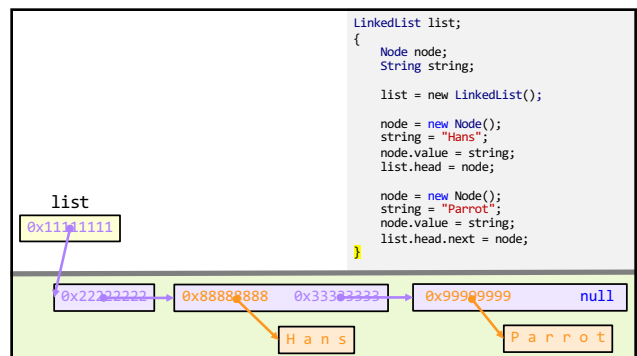 LinkedList list;
{
Node node;
String string;
list = new LinkedList();
node = new Node();
string = "Hans";
node.value = string;
list.head = node;
node = new Node();
string = "Parrot";
node.value = string;
list.head.next = node;
}
list
0x11111111
0x22222222 0x88888888 0x33333333 0x99999999 null
Hans Parrot